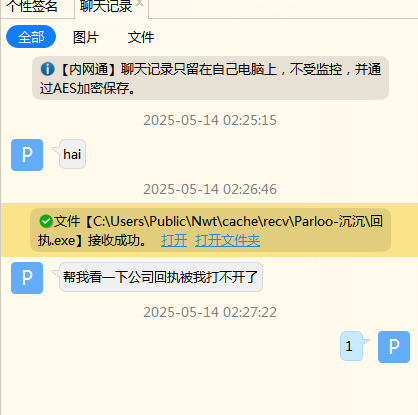 个性签名 聊天记录
全部 图片 文件
【内网通】聊天记录只留在自己电脑上，不受监控，并通
过AES加密保存。
2025-05-14 02:25:15
P hai
2025-05-14 02:26:46
文件【C:\Users\Public\Nwt\cache\recv\Parloo-沉沉\回
执.exe】接收成功。 打开 打开文件夹
P 帮我看一下公司回执被我打不开了
2025-05-14 02:27:22
1 P